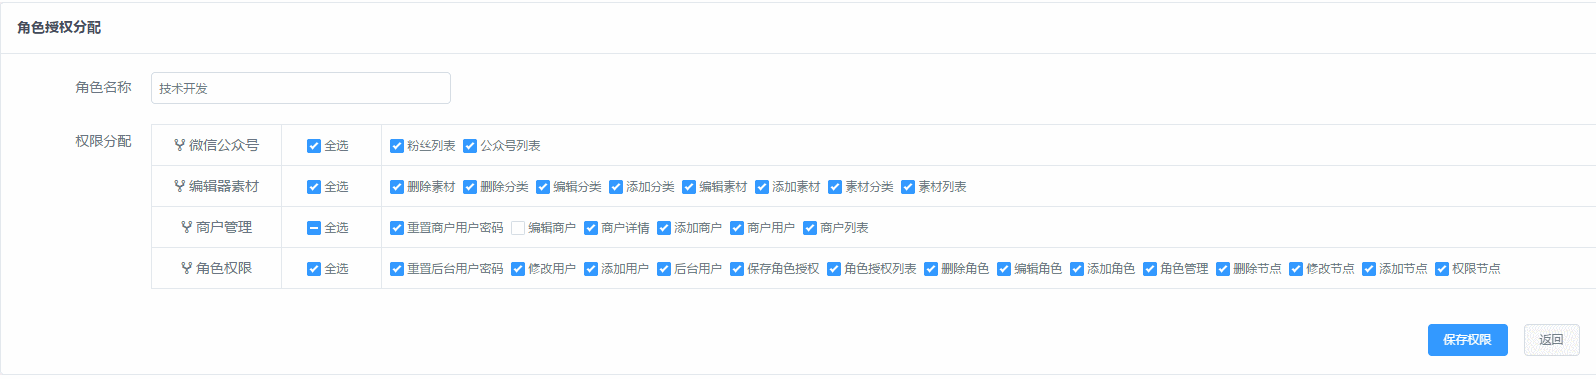 角色授权分配
角色名称 技术开发
权限分配 微信公众号 全选 粉丝列表 公众号列表
编辑器素材 全选 删除素材 删除分类 编辑分类 添加分类 编辑素材 添加素材 素材分类 素材列表
商户管理 全选 重置商户用户密码 编辑商户 商户详情 添加商户 商户用户 商户列表
角色权限 全选 重置后台用户密码 修改用户 添加用户 后台用户 保存角色授权 角色授权列表 删除角色 编辑角色 添加角色 角色管理 删除节点 修改节点 添加节点 权限节点
保存权限 返回